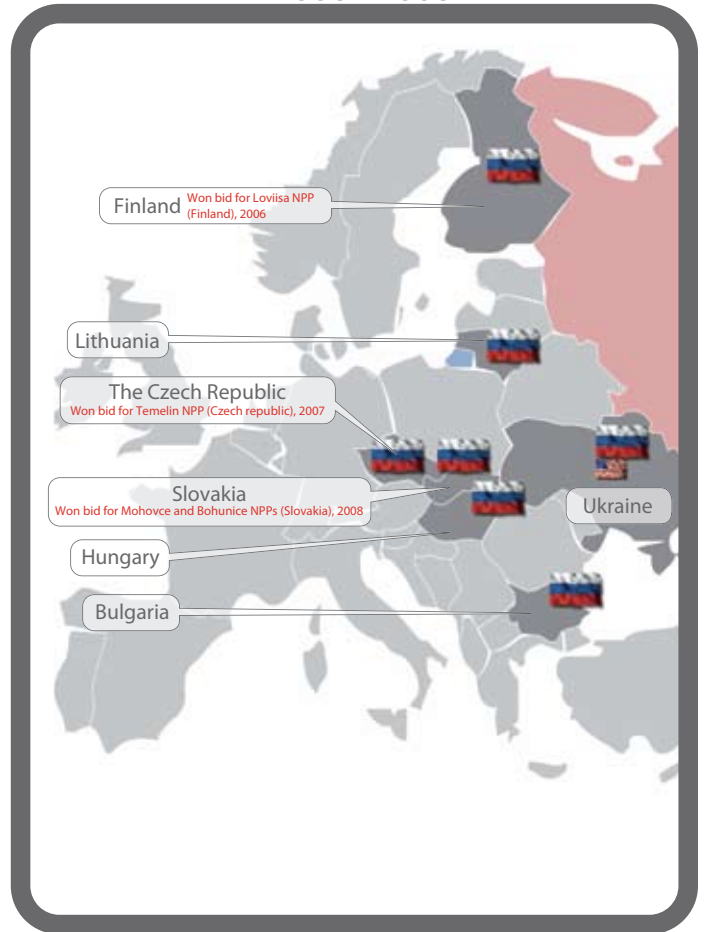 Finland Won bid for Loviisa NPP
(Finland), 2006
Lithuania
The Czech Republic
Won bid for Temelin NPP (Czech republic), 2007
Slovakia
Won bid for Mohovce and Bohunice NPPs (Slovakia), 2008
Ukraine
Hungary
Bulgaria